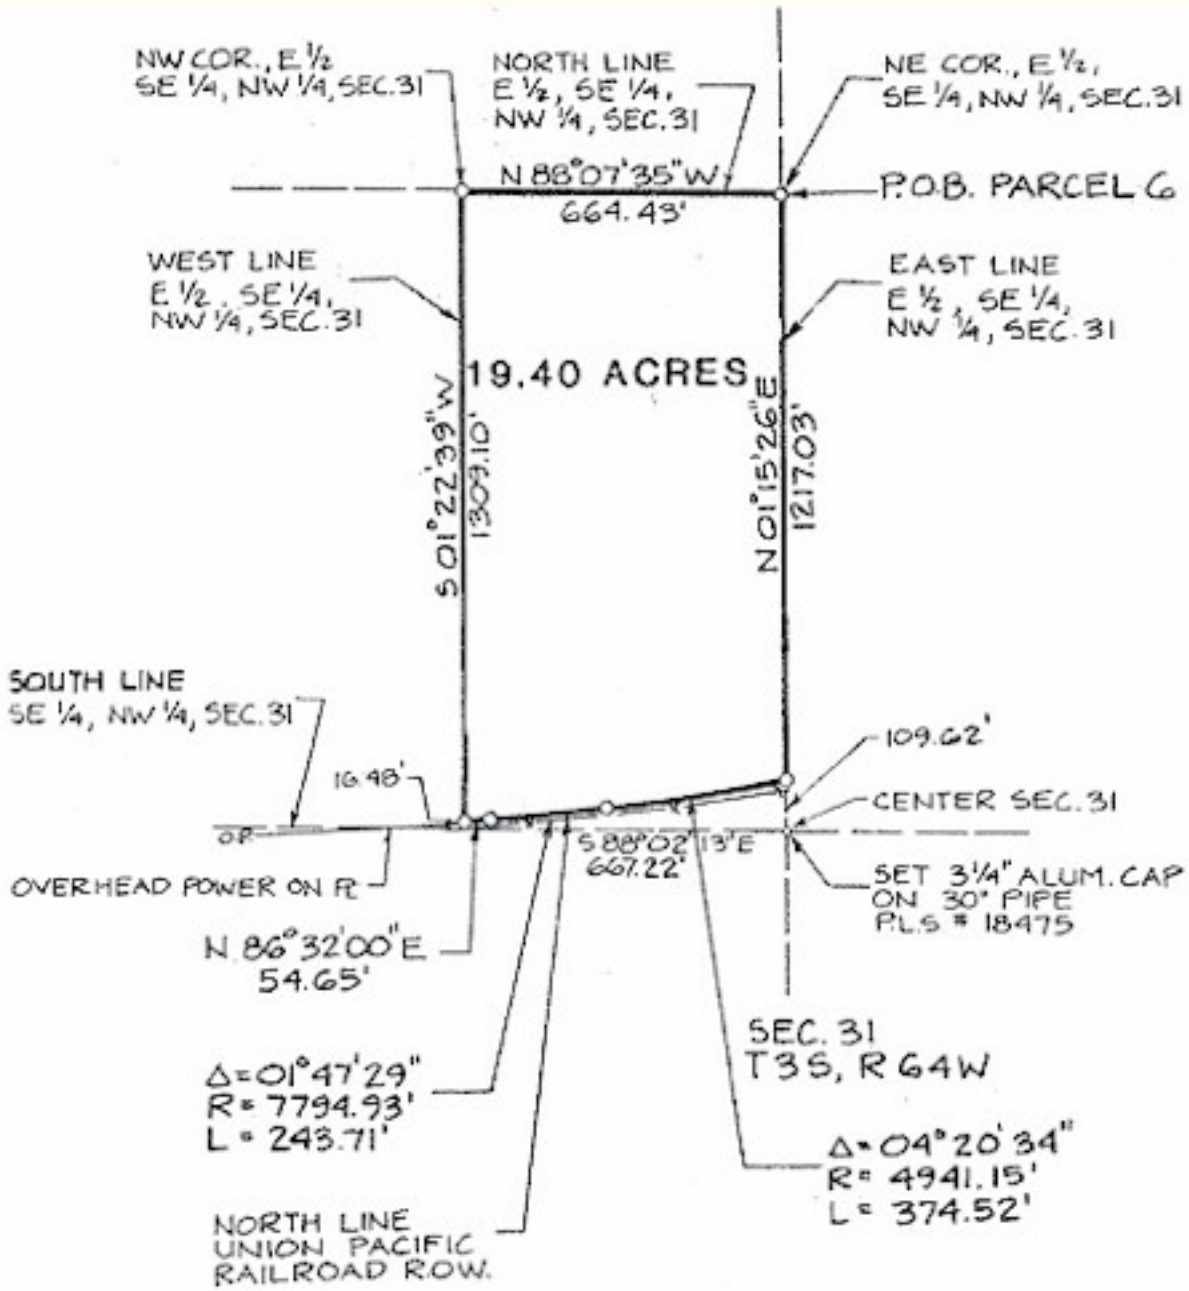 NW COR., E 1/2
SE 1/4, NW 1/4, SEC. 31
NORTH LINE
E 1/2, SE 1/4,
NW 1/4, SEC. 31
NE COR., E 1/2,
SE 1/4, NW 1/4, SEC. 31
N 88°07'35" W
664.43'
P.O.B. PARCEL 6
WEST LINE
E 1/2, SE 1/4,
NW 1/4, SEC. 31
EAST LINE
E 1/2, SE 1/4,
NW 1/4, SEC. 31
19.40 ACRES
S 01°22'39" W
1309.10'
N 01°15'26" E
1217.03'
SOUTH LINE
SE 1/4, NW 1/4, SEC. 31
16.48'
109.62'
CENTER SEC. 31
O.P.
S 88°02'13" E
667.22'
OVERHEAD POWER ON PL
SET 3 1/4" ALUM. CAP
ON 30" PIPE
P.L.S # 18475
N 86°32'00" E
54.65'
SEC. 31
T3S, R64W
Δ=01°47'29"
R= 7794.93'
L = 243.71'
Δ=04°20'34"
R= 4941.15'
L = 374.52'
NORTH LINE
UNION PACIFIC
RAILROAD R.O.W.